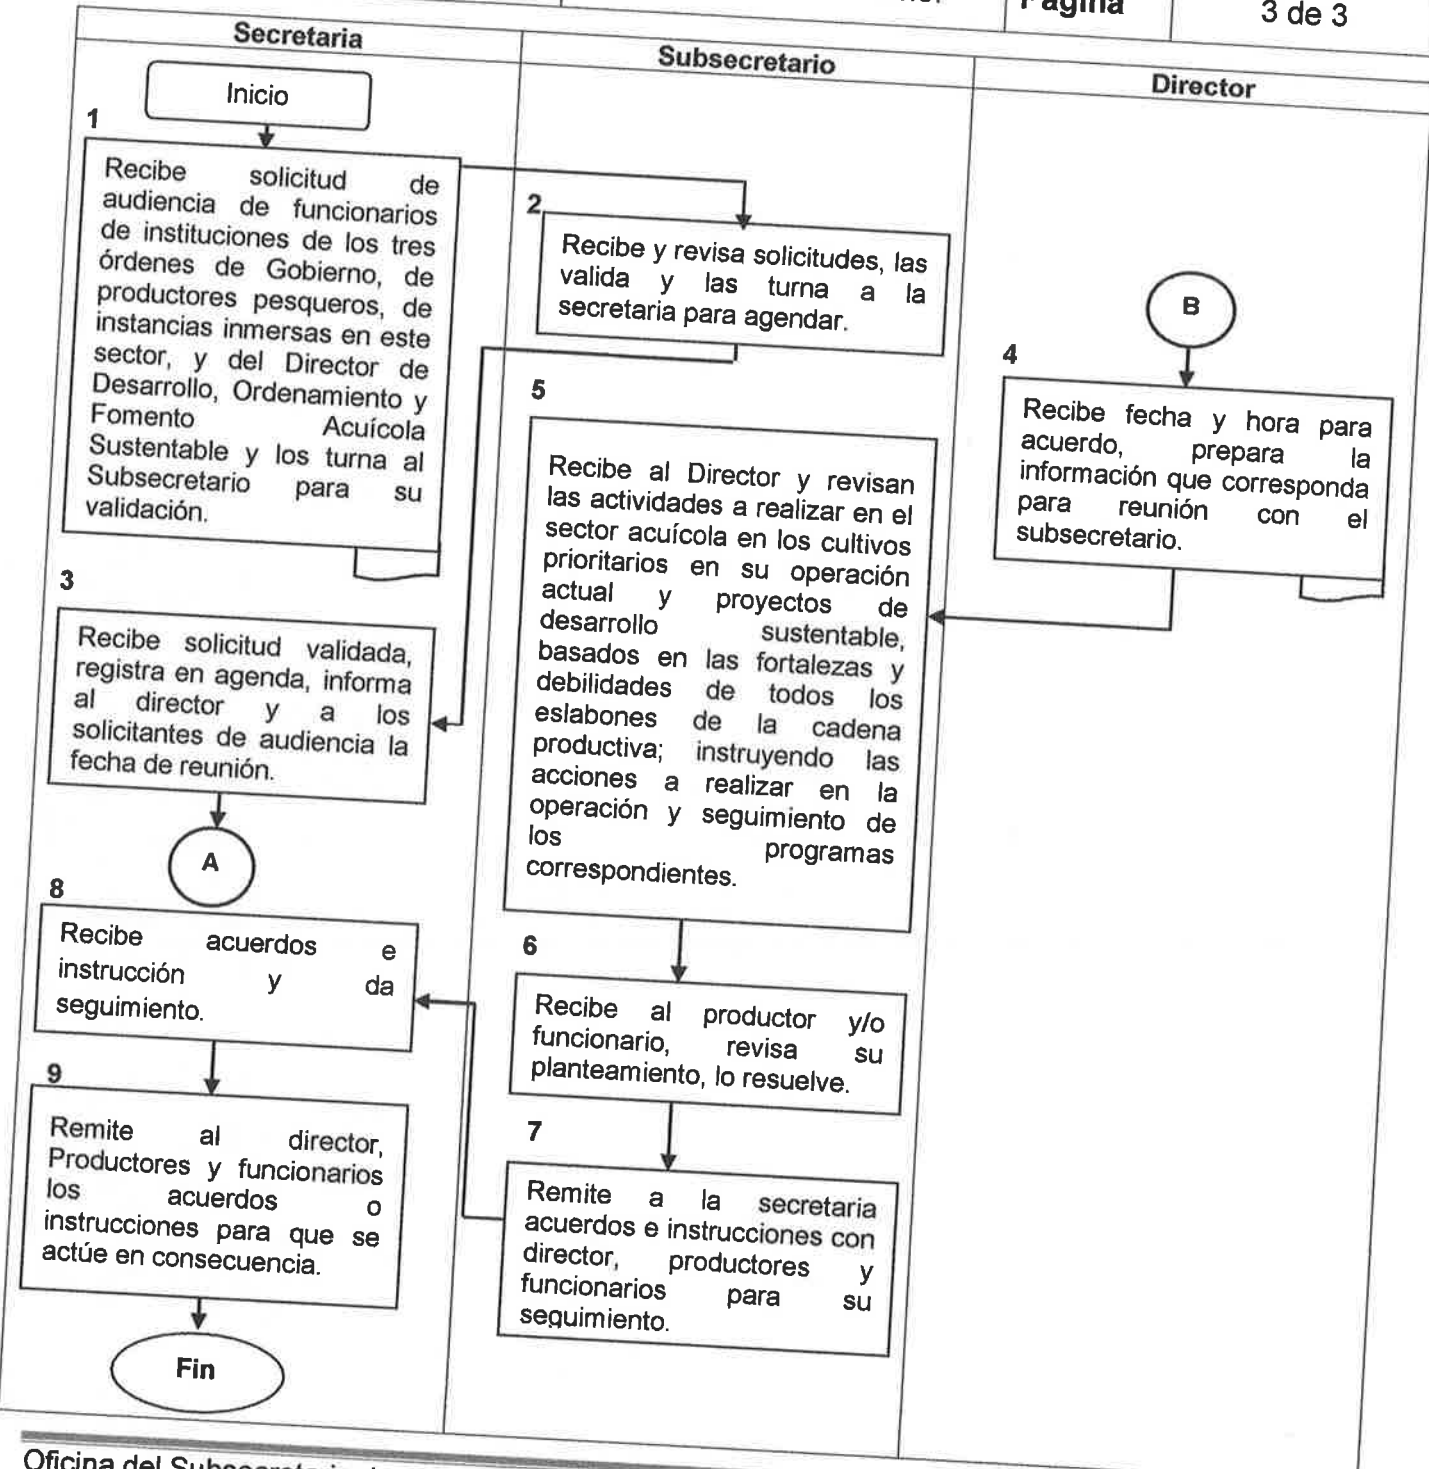 Página
3 de 3
Secretaria
Subsecretario
Director
Inicio
1
Recibe solicitud de
audiencia de funcionarios
de instituciones de los tres
órdenes de Gobierno, de
productores pesqueros, de
instancias inmersas en este
sector, y del Director de
Desarrollo, Ordenamiento y
Fomento Acuícola
Sustentable y los turna al
Subsecretario para su
validación.
2
Recibe y revisa solicitudes, las
valida y las turna a la
secretaria para agendar.
3
Recibe solicitud validada,
registra en agenda, informa
al director y a los
solicitantes de audiencia la
fecha de reunión.
A
B
4
Recibe fecha y hora para
acuerdo, prepara la
información que corresponda
para reunión con el
subsecretario.
5
Recibe al Director y revisan
las actividades a realizar en el
sector acuícola en los cultivos
prioritarios en su operación
actual y proyectos de
desarrollo sustentable,
basados en las fortalezas y
debilidades de todos los
eslabones de la cadena
productiva; instruyendo las
acciones a realizar en la
operación y seguimiento de
los programas
correspondientes.
6
Recibe al productor y/o
funcionario, revisa su
planteamiento, lo resuelve.
7
Remite a la secretaria
acuerdos e instrucciones con
director, productores y
funcionarios para su
seguimiento.
8
Recibe acuerdos e
instrucción y da
seguimiento.
9
Remite al director,
Productores y funcionarios
los acuerdos o
instrucciones para que se
actúe en consecuencia.
Fin
Oficina del